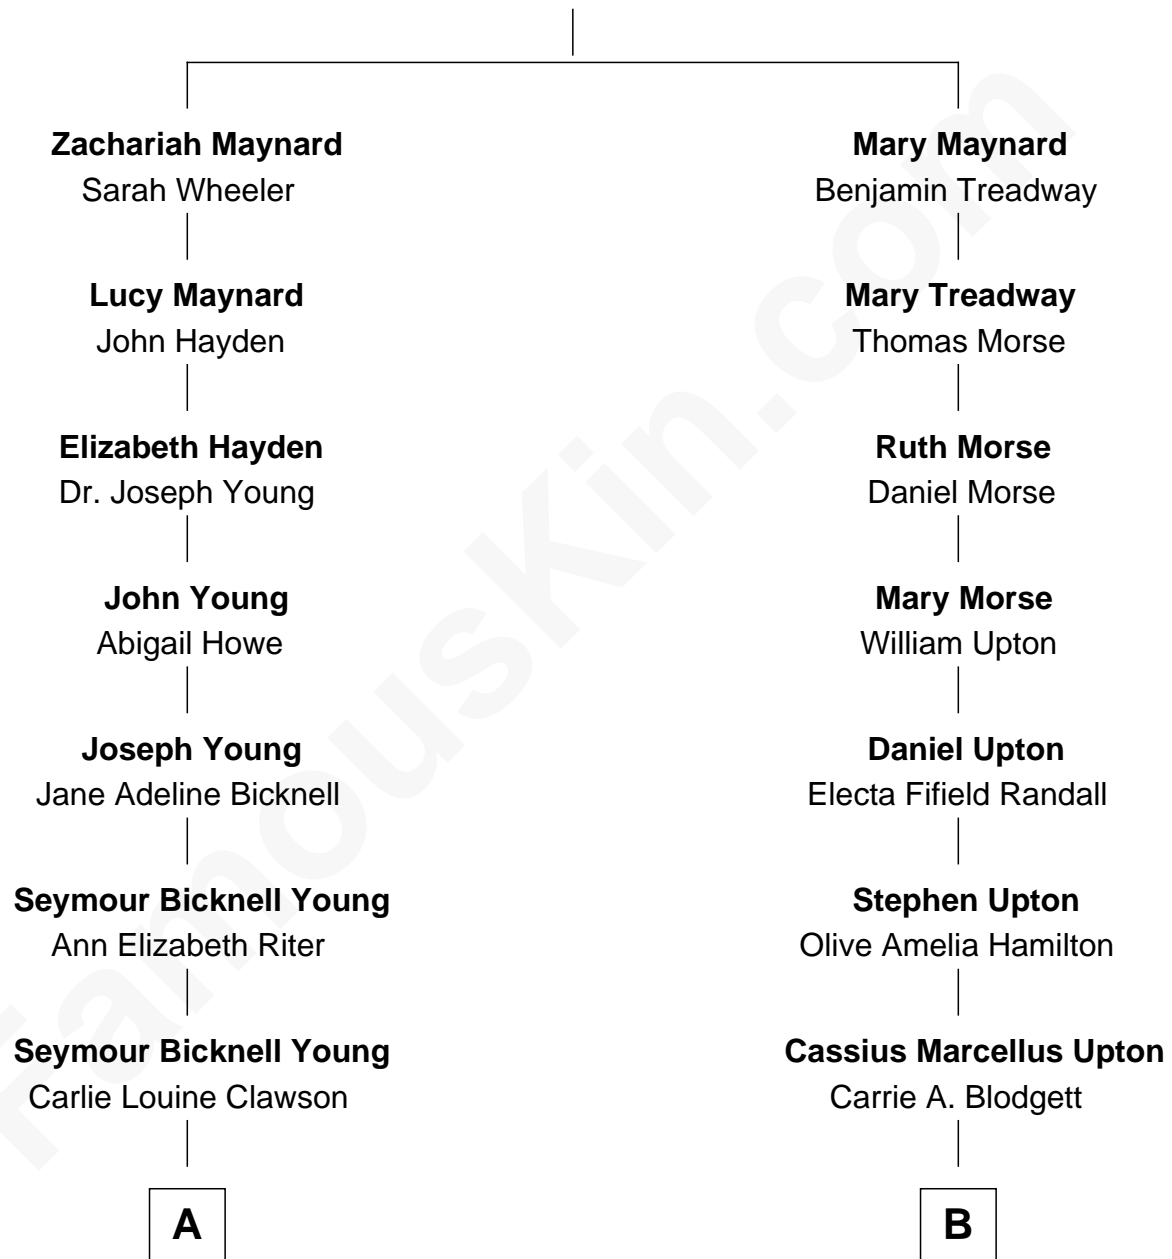 Zachariah Maynard
Sarah Wheeler
Mary Maynard
Benjamin Treadway
Lucy Maynard
John Hayden
Mary Treadway
Thomas Morse
Elizabeth Hayden
Dr. Joseph Young
Ruth Morse
Daniel Morse
John Young
Abigail Howe
Mary Morse
William Upton
Joseph Young
Jane Adeline Bicknell
Daniel Upton
Electa Fifield Randall
Seymour Bicknell Young
Ann Elizabeth Riter
Stephen Upton
Olive Amelia Hamilton
Seymour Bicknell Young
Carlie Louine Clawson
Cassius Marcellus Upton
Carrie A. Blodgett
A
B
FamousKin.com